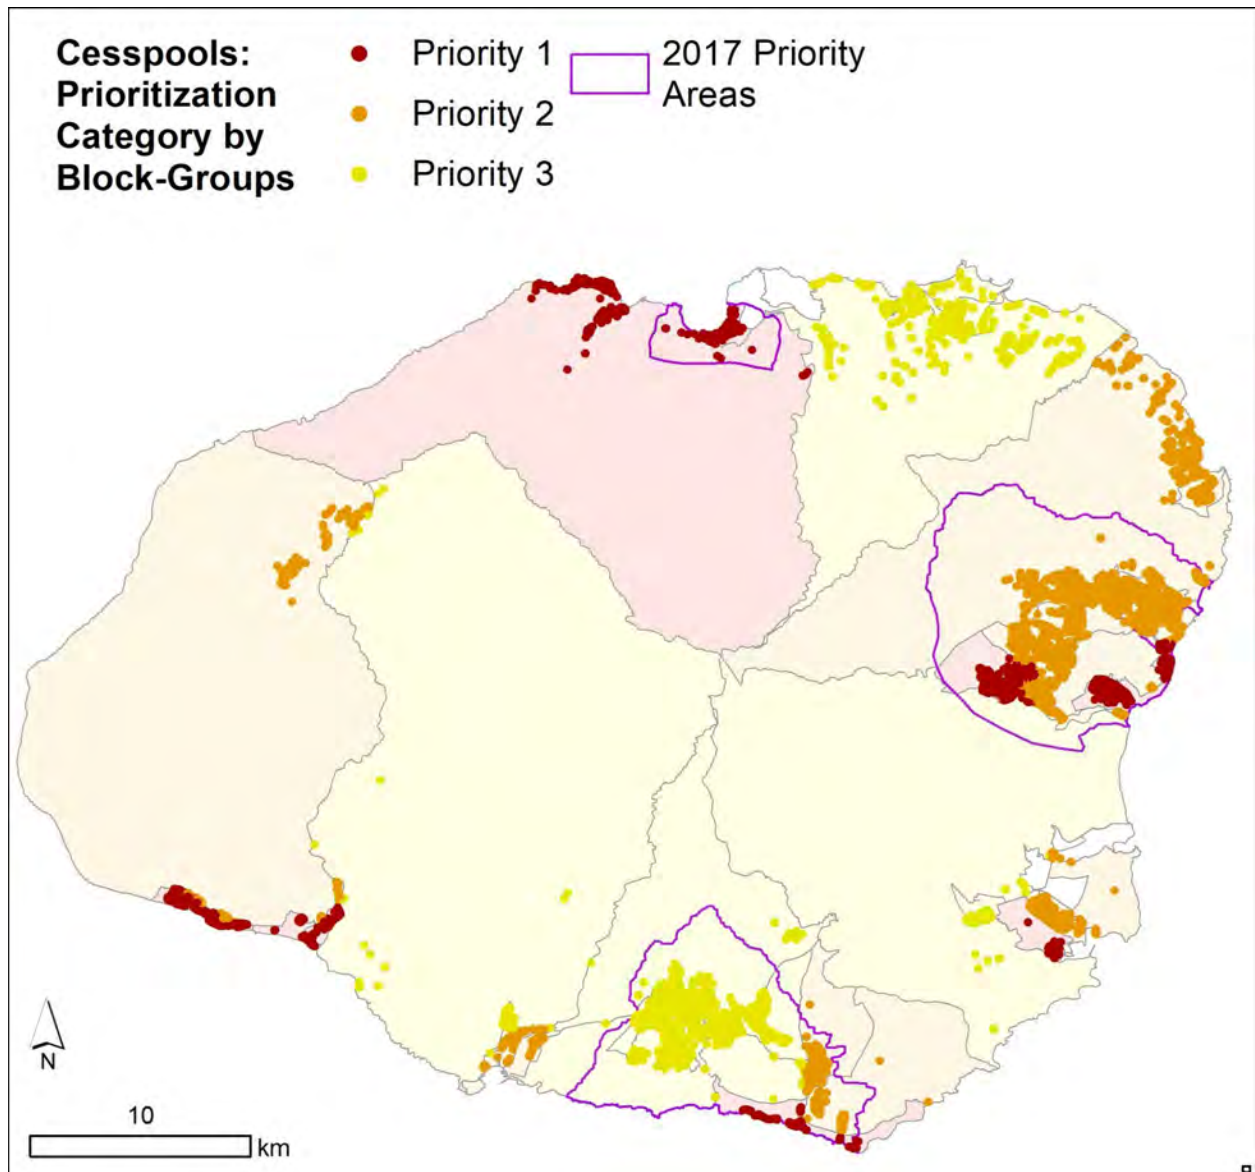 Cesspools:
Prioritization
Category by
Block-Groups
Priority 1
Priority 2
Priority 3
2017 Priority
Areas
N
10
km